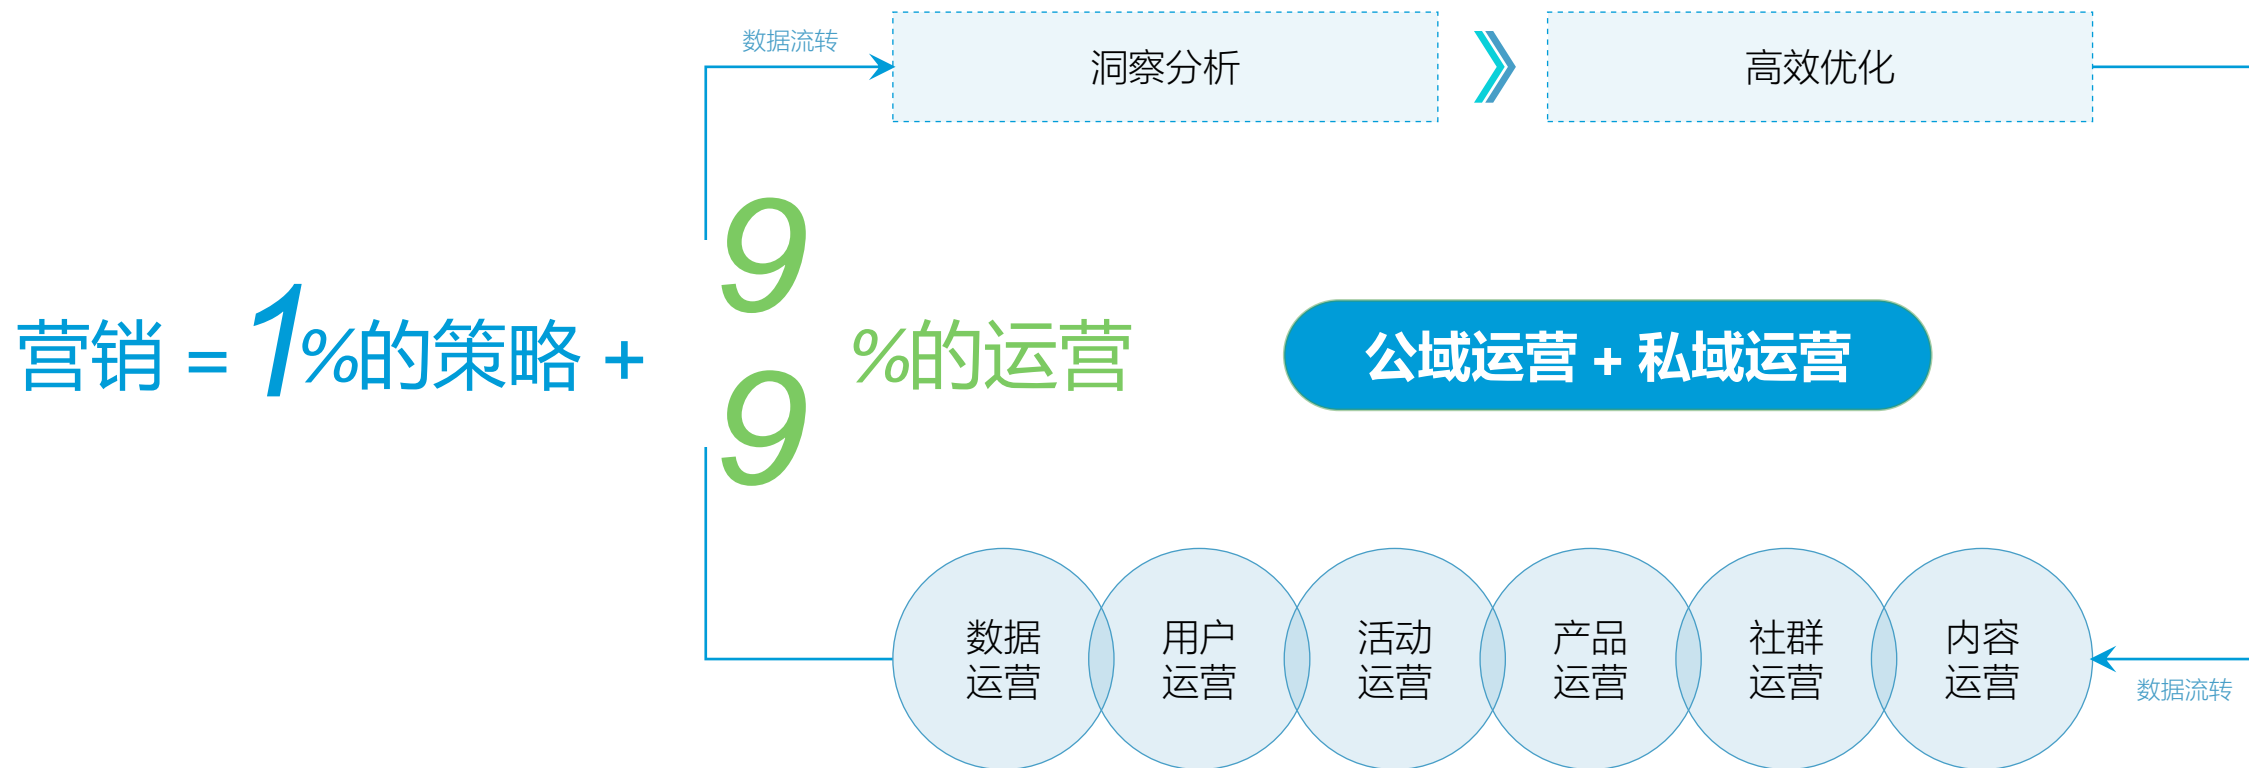 数据流转
洞察分析
高效优化
营销 = 1%的策略 + 99%的运营
公域运营 + 私域运营
数据
运营
用户
运营
活动
运营
产品
运营
社群
运营
内容
运营
数据流转